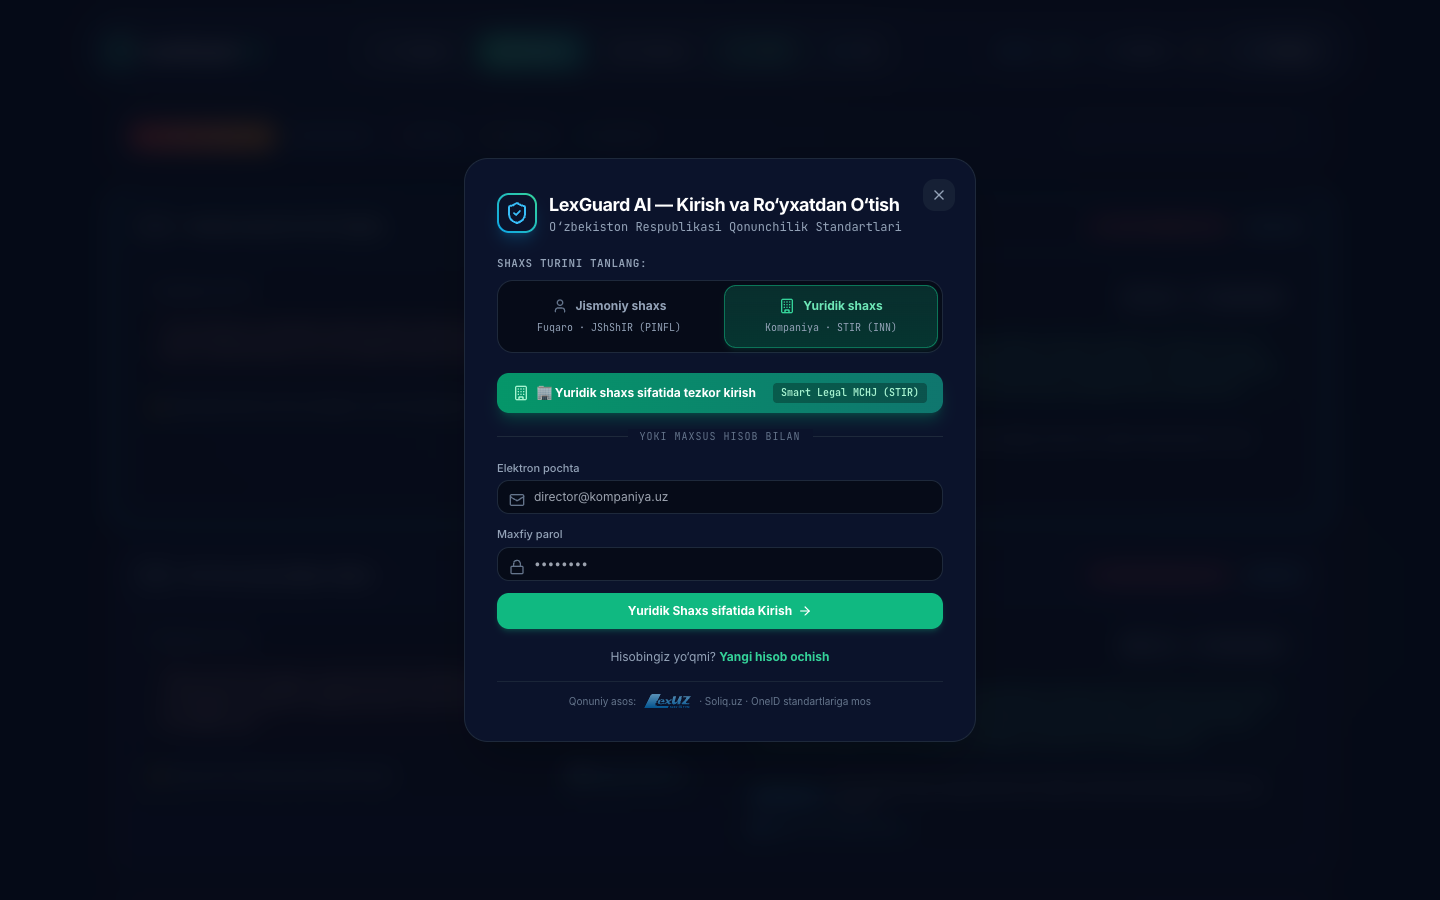 LexGuard AI — Kirish va Ro‘yxatdan O‘tish
O‘zbekiston Respublikasi Qonunchilik Standartlari
SHAXS TURINI TANLANG:
Jismoniy shaxs
Fuqaro · JShShIR (PINFL)
Yuridik shaxs
Kompaniya · STIR (INN)
Yuridik shaxs sifatida tezkor kirish Smart Legal MCHJ (STIR)
YOKI MAXSUS HISOB BILAN
Elektron pochta
director@kompaniya.uz
Maxfiy parol
••••••••
Yuridik Shaxs sifatida Kirish →
Hisobingiz yo‘qmi? Yangi hisob ochish
Qonuniy asos: LexUZ · Soliq.uz · OneID standartlariga mos